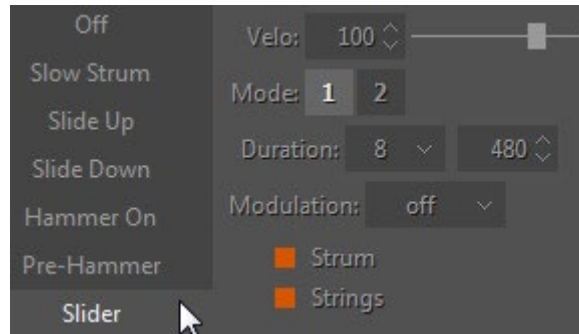 Off
Slow Strum
Slide Up
Slide Down
Hammer On
Pre-Hammer
Slider
Velo: 100
Mode: 1 2
Duration: 8 480
Modulation: off
Strum
Strings